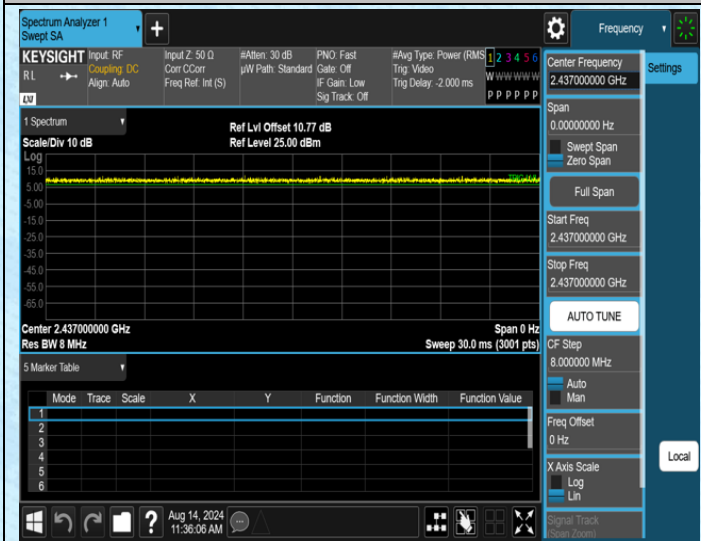 Spectrum Analyzer 1
Swept SA
Frequency
KEYSIGHT
RL
LXI
Input: RF
Coupling: DC
Align: Auto
Input Z: 50 Ω
Corr CCorr
Freq Ref: Int (S)
#Atten: 30 dB
µW Path: Standard
PNO: Fast
Gate: Off
IF Gain: Low
Sig Track: Off
#Avg Type: Power (RMS
Trig: Video
Trig Delay: -2.000 ms
1 2 3 4 5 6
W W W W W W
P P P P P P
1 Spectrum
Scale/Div 10 dB
Ref Lvl Offset 10.77 dB
Ref Level 25.00 dBm
Log
15.0
5.00
-5.00
-15.0
-25.0
-35.0
-45.0
-55.0
-65.0
Center 2.437000000 GHz
Span 0 Hz
Res BW 8 MHz
Sweep 30.0 ms (3001 pts)
5 Marker Table
Mode Trace Scale X Y Function Function Width Function Value
1
2
3
4
5
6
Aug 14, 2024
11:36:06 AM
Center Frequency
2.437000000 GHz
Span
0.00000000 Hz
Swept Span
Zero Span
Full Span
Start Freq
2.437000000 GHz
Stop Freq
2.437000000 GHz
AUTO TUNE
CF Step
8.000000 MHz
Auto
Man
Freq Offset
0 Hz
X Axis Scale
Log
Lin
Signal Track
(Span Zoom)
Settings
Local